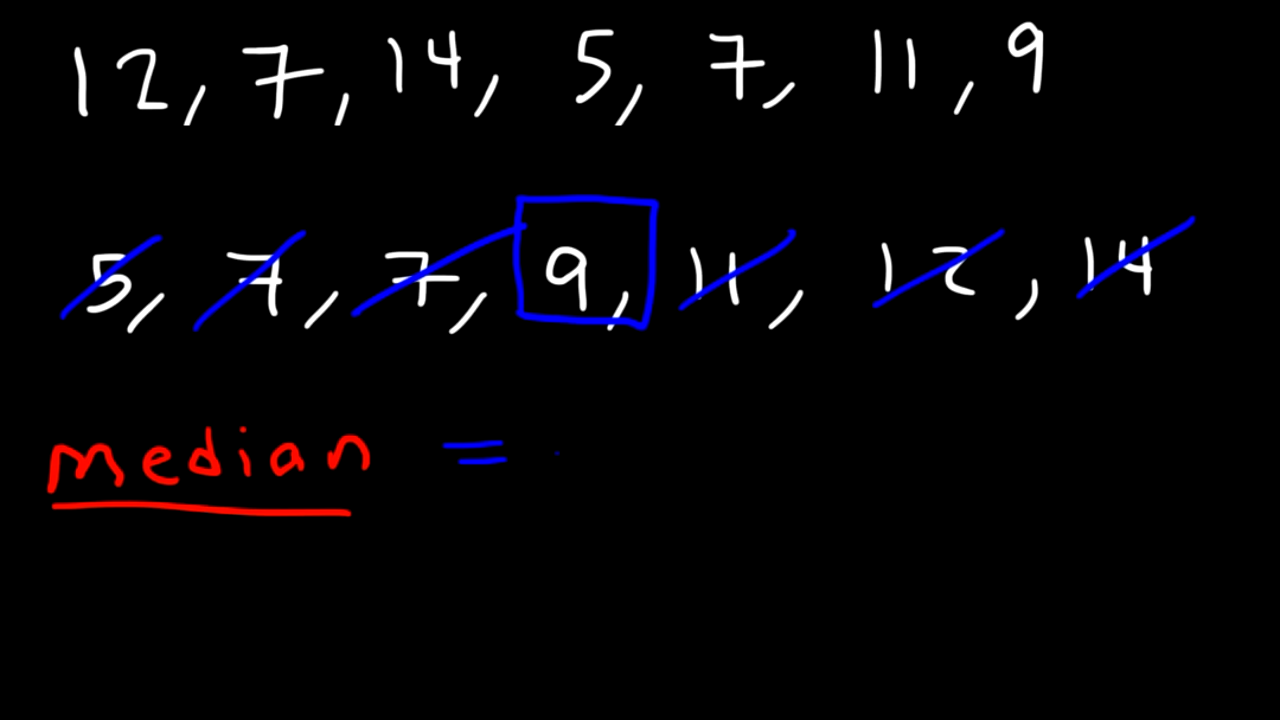 12, 7, 14, 5, 7, 11, 9
5, 7, 7, 9, 11, 12, 14
median =